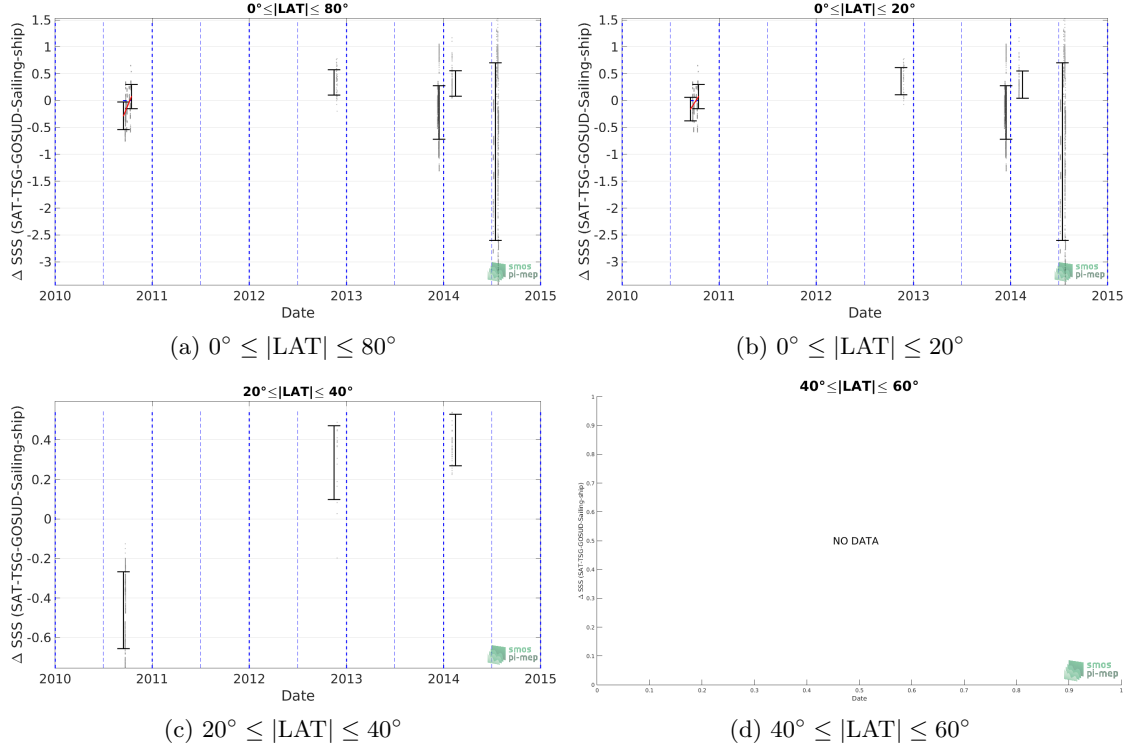 0°≤|LAT|≤ 80°
Δ SSS (SAT-TSG-GOSUD-Sailing-ship)
1.5
1
0.5
0
-0.5
-1
-1.5
-2
-2.5
-3
2010 2011 2012 2013 2014 2015
Date
smos
pi-mep
(a) 0° ≤ |LAT| ≤ 80°
0°≤|LAT|≤ 20°
Δ SSS (SAT-TSG-GOSUD-Sailing-ship)
1.5
1
0.5
0
-0.5
-1
-1.5
-2
-2.5
-3
2010 2011 2012 2013 2014 2015
Date
smos
pi-mep
(b) 0° ≤ |LAT| ≤ 20°
20°≤|LAT|≤ 40°
Δ SSS (SAT-TSG-GOSUD-Sailing-ship)
0.4
0.2
0
-0.2
-0.4
-0.6
2010 2011 2012 2013 2014 2015
Date
smos
pi-mep
(c) 20° ≤ |LAT| ≤ 40°
40°≤|LAT|≤ 60°
Δ SSS (SAT-TSG-GOSUD-Sailing-ship)
1
0.9
0.8
0.7
0.6
0.5
0.4
0.3
0.2
0.1
0
NO DATA
0 0.1 0.2 0.3 0.4 0.5 0.6 0.7 0.8 0.9 1
Date
smos
pi-mep
(d) 40° ≤ |LAT| ≤ 60°